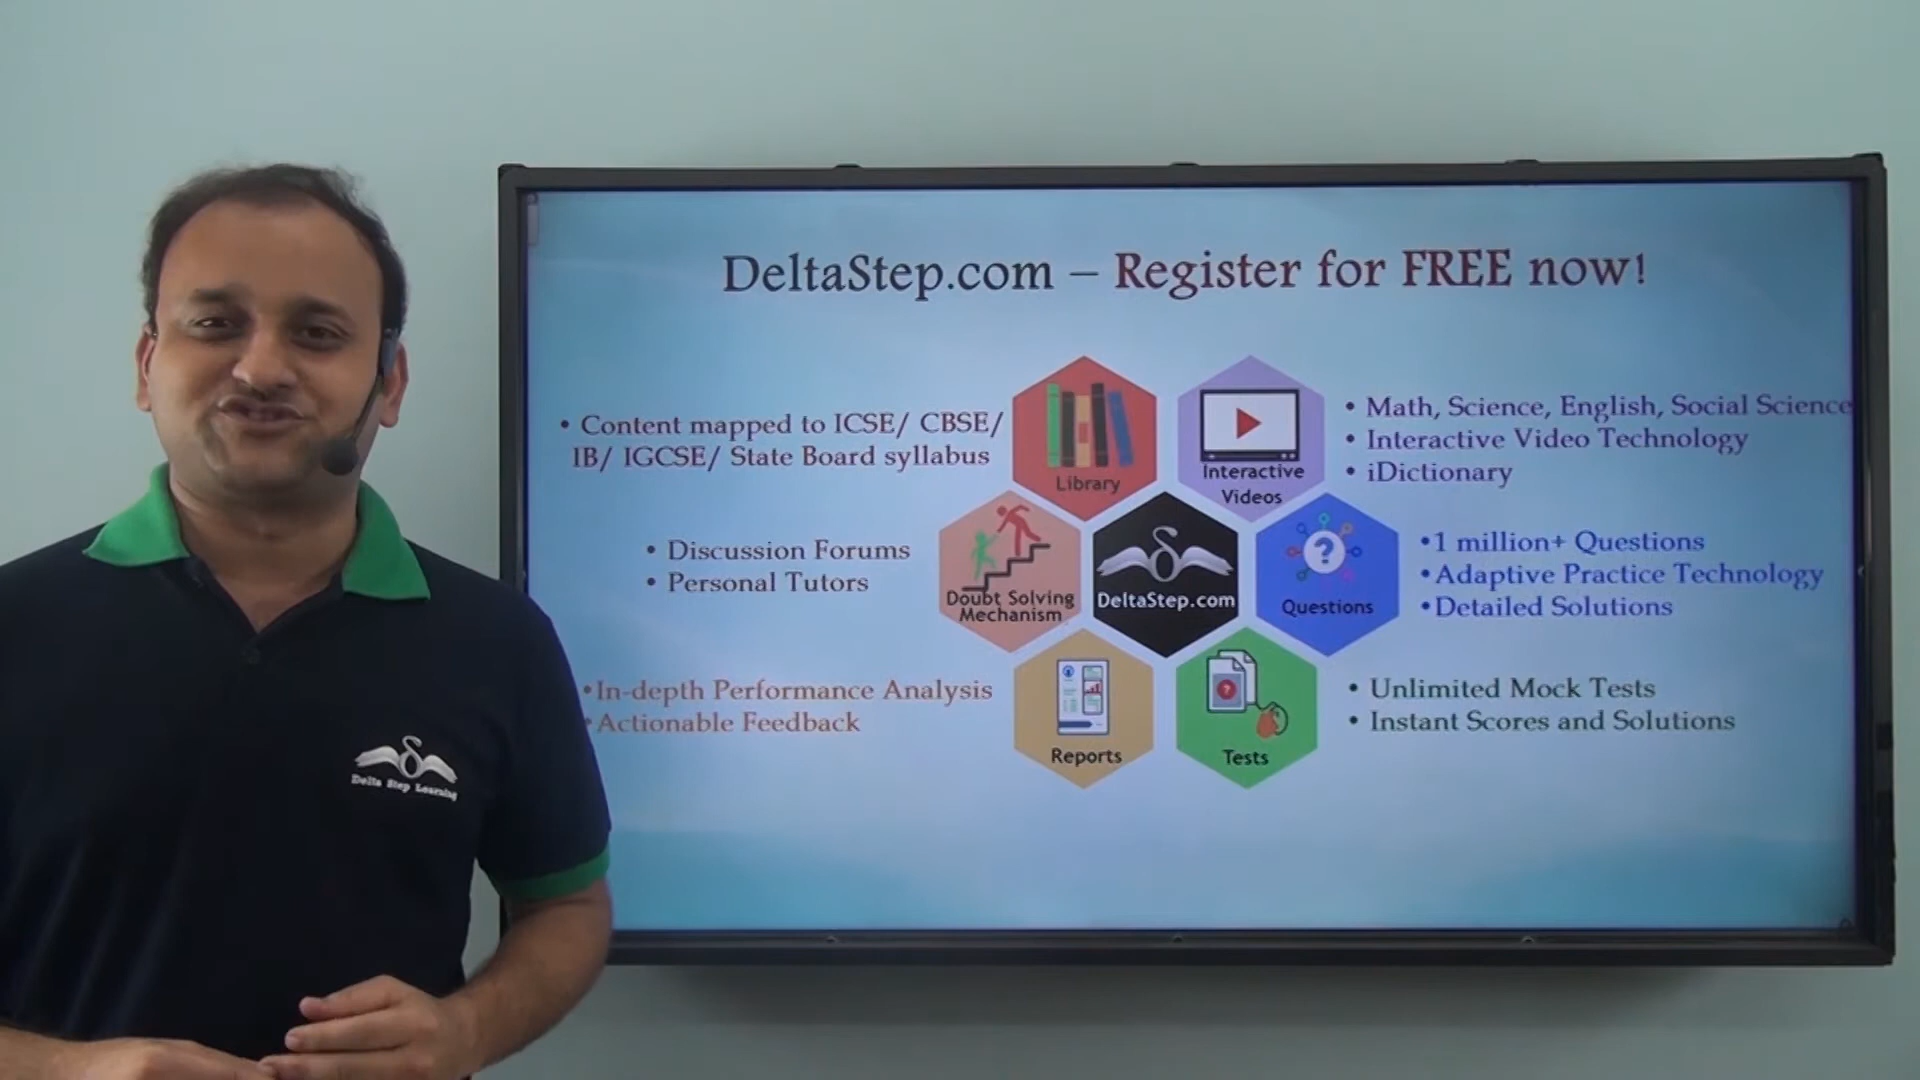 DeltaStep.com – Register for FREE now!
• Content mapped to ICSE/ CBSE/
IB/ IGCSE/ State Board syllabus
Library
Interactive
Videos
• Math, Science, English, Social Science
• Interactive Video Technology
• iDictionary
• Discussion Forums
• Personal Tutors
Doubt Solving
Mechanism
δ
DeltaStep.com
?
Questions
•1 million+ Questions
•Adaptive Practice Technology
•Detailed Solutions
•In-depth Performance Analysis
•Actionable Feedback
Reports
?
Tests
• Unlimited Mock Tests
• Instant Scores and Solutions
δ
Delta Step Learning